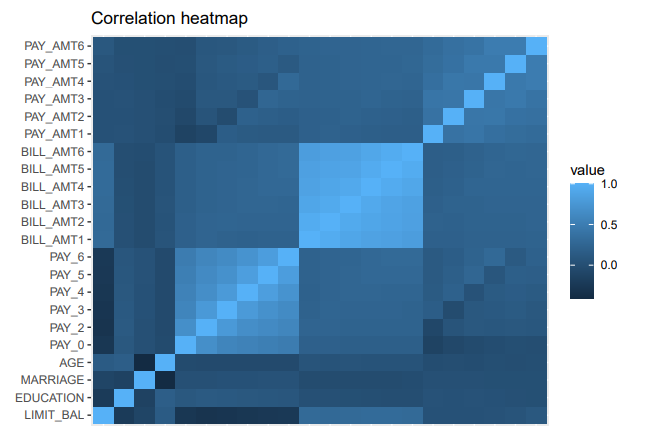 Correlation heatmap
PAY_AMT6
PAY_AMT5
PAY_AMT4
PAY_AMT3
PAY_AMT2
PAY_AMT1
BILL_AMT6
BILL_AMT5
BILL_AMT4
BILL_AMT3
BILL_AMT2
BILL_AMT1
PAY_6
PAY_5
PAY_4
PAY_3
PAY_2
PAY_0
AGE
MARRIAGE
EDUCATION
LIMIT_BAL
value
1.0
0.5
0.0